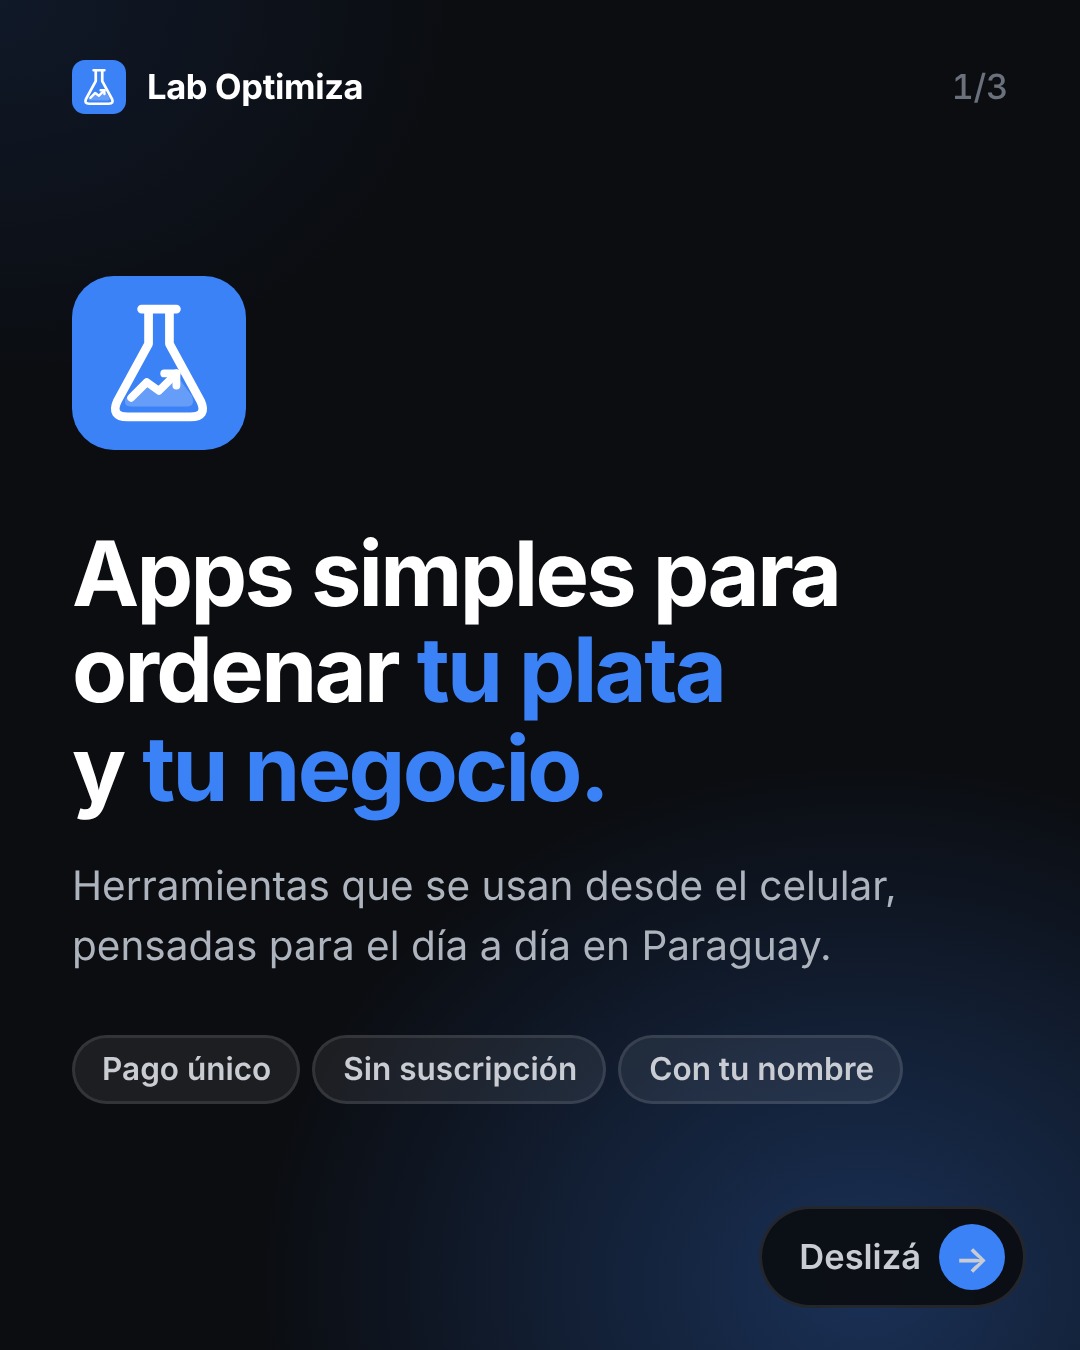 Lab Optimiza
1/3
Apps simples para
ordenar tu plata
y tu negocio.
Herramientas que se usan desde el celular,
pensadas para el día a día en Paraguay.
Pago único
Sin suscripción
Con tu nombre
Deslizá →